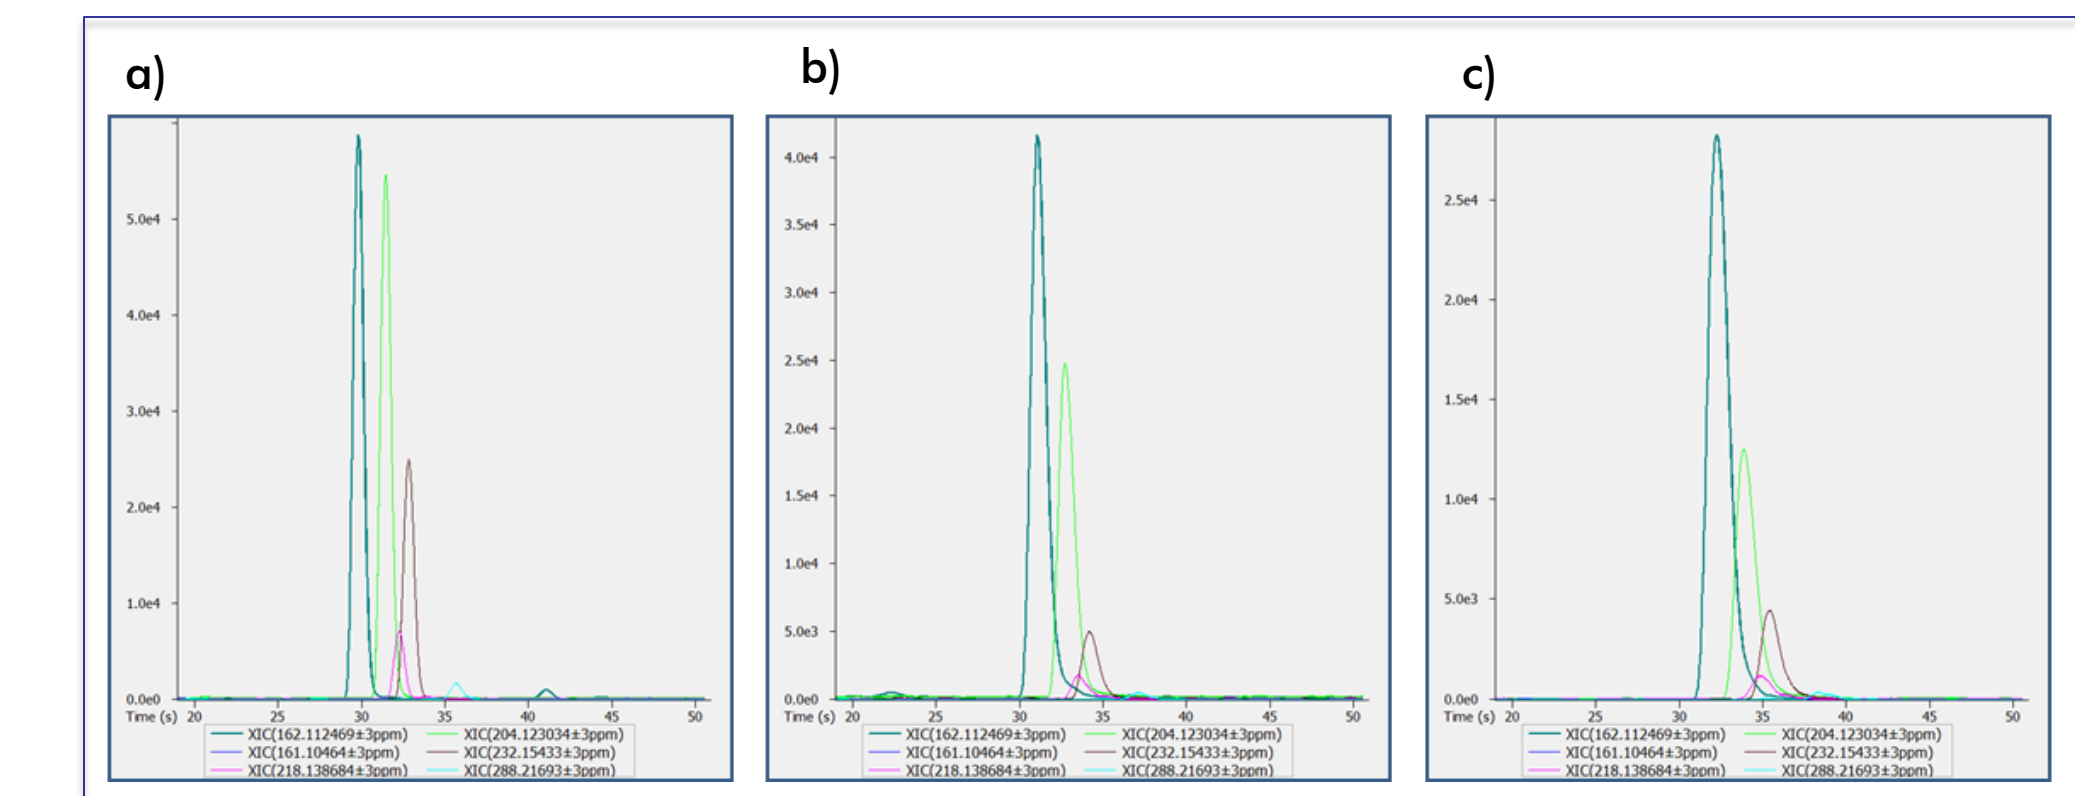 a)
b)
c)
5.0e4
4.0e4
3.0e4
2.0e4
1.0e4
0.0e0
Time (s) 20 25 30 35 40 45 50
XIC(162.112469±3ppm) XIC(204.123034±3ppm)
XIC(161.10464±3ppm) XIC(232.15433±3ppm)
XIC(218.138684±3ppm) XIC(288.21693±3ppm)
4.0e4
3.5e4
3.0e4
2.5e4
2.0e4
1.5e4
1.0e4
5.0e3
0.0e0
Time (s) 20 25 30 35 40 45 50
XIC(162.112469±3ppm) XIC(204.123034±3ppm)
XIC(161.10464±3ppm) XIC(232.15433±3ppm)
XIC(218.138684±3ppm) XIC(288.21693±3ppm)
2.5e4
2.0e4
1.5e4
1.0e4
5.0e3
0.0e0
Time (s) 20 25 30 35 40 45 50
XIC(162.112469±3ppm) XIC(204.123034±3ppm)
XIC(161.10464±3ppm) XIC(232.15433±3ppm)
XIC(218.138684±3ppm) XIC(288.21693±3ppm)